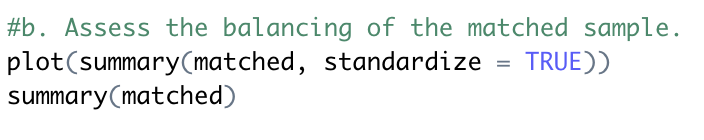 #b. Assess the balancing of the matched sample.
plot(summary(matched, standardize = TRUE))
summary(matched)